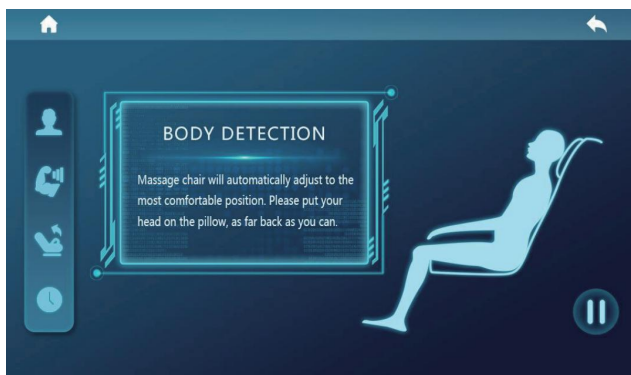 BODY DETECTION
Massage chair will automatically adjust to the
most comfortable position. Please put your
head on the pillow, as far back as you can.